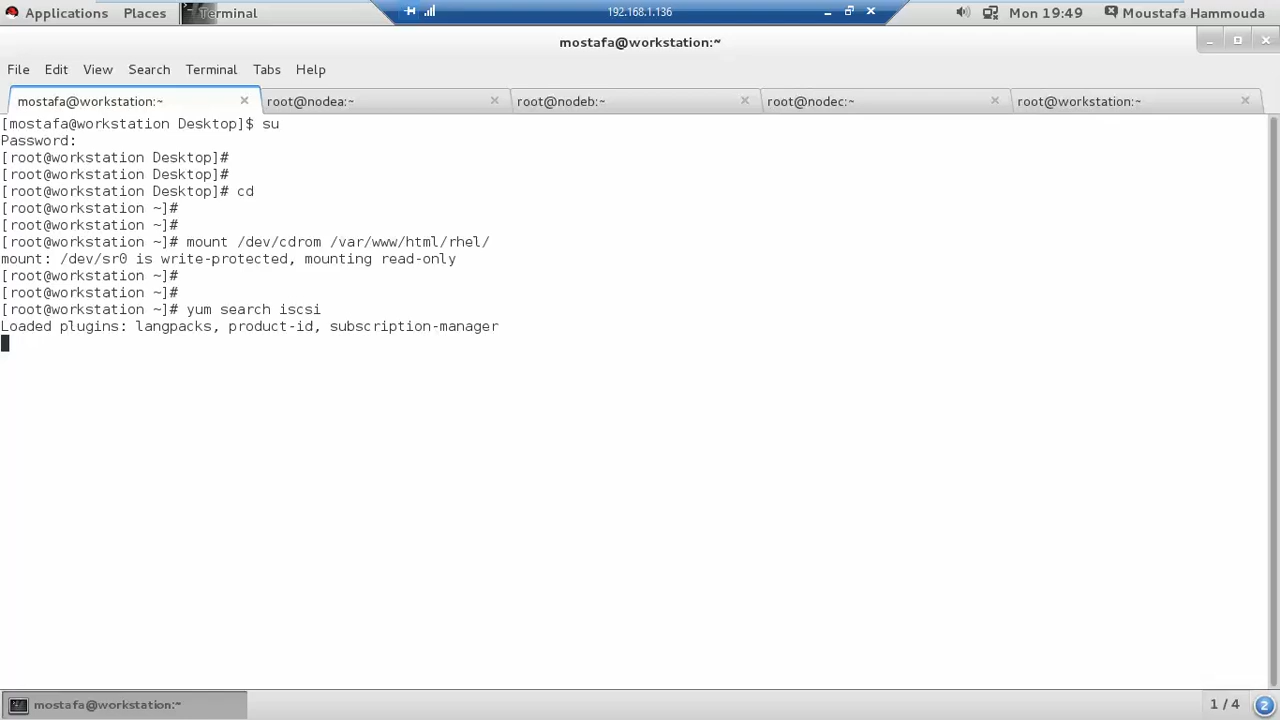 Applications Places Terminal 192.168.1.136 Mon 19:49 Moustafa Hammouda
mostafa@workstation:~
File Edit View Search Terminal Tabs Help
mostafa@workstation:~ root@nodea:~ root@nodeb:~ root@nodec:~ root@workstation:~
[mostafa@workstation Desktop]$ su
Password:
[root@workstation Desktop]#
[root@workstation Desktop]#
[root@workstation Desktop]# cd
[root@workstation ~]#
[root@workstation ~]#
[root@workstation ~]# mount /dev/cdrom /var/www/html/rhel/
mount: /dev/sr0 is write-protected, mounting read-only
[root@workstation ~]#
[root@workstation ~]#
[root@workstation ~]# yum search iscsi
Loaded plugins: langpacks, product-id, subscription-manager
mostafa@workstation:~ 1 / 4 2